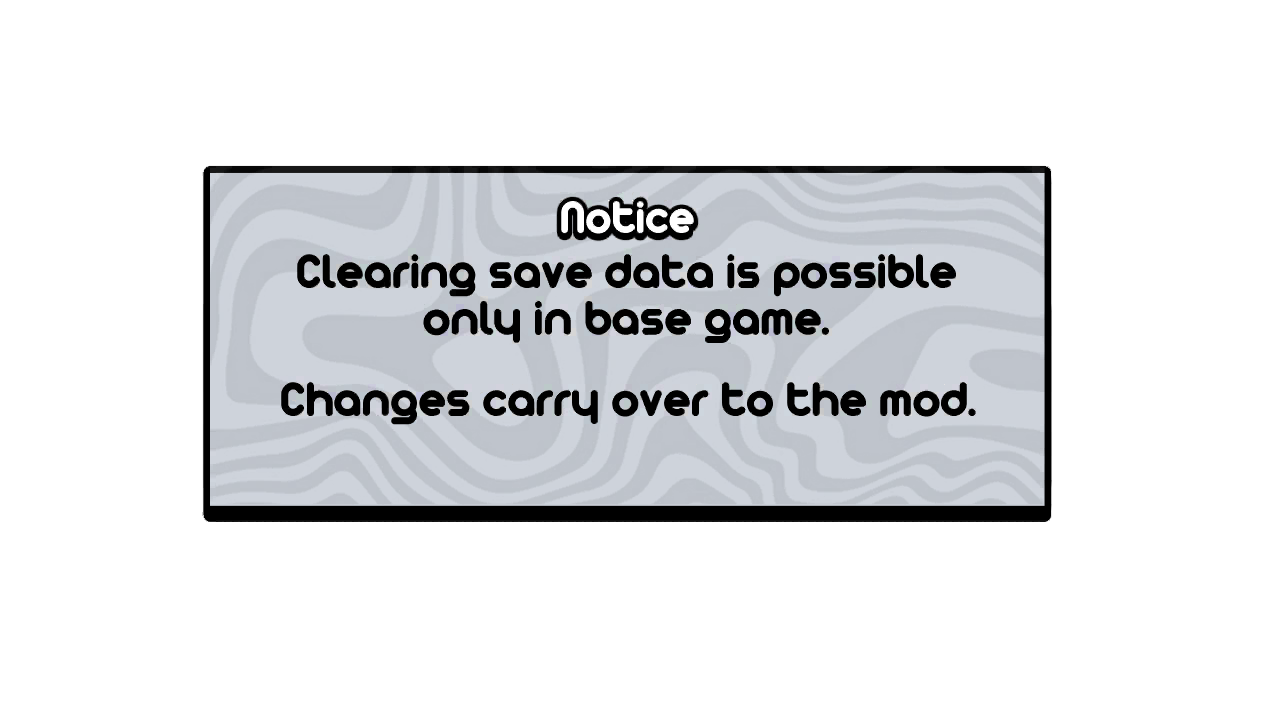 Notice
Clearing save data is possible
only in base game.
Changes carry over to the mod.